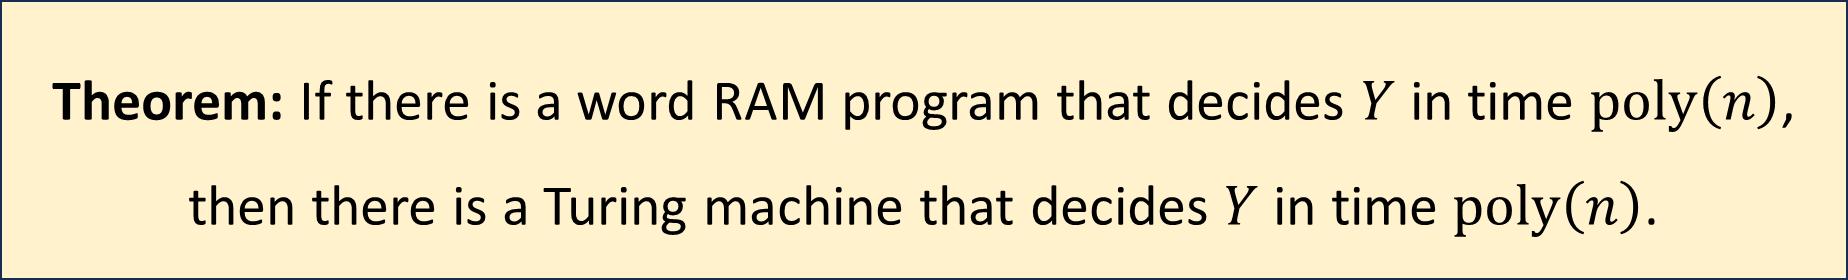 Theorem: If there is a word RAM program that decides 𝑌 in time poly(𝑛),
then there is a Turing machine that decides 𝑌 in time poly(𝑛).